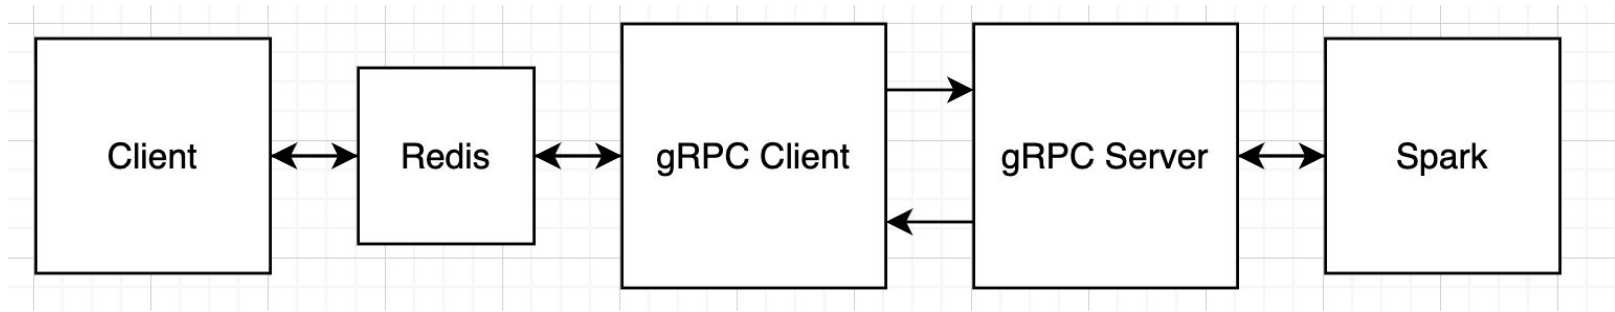 Client
Redis
gRPC Client
gRPC Server
Spark